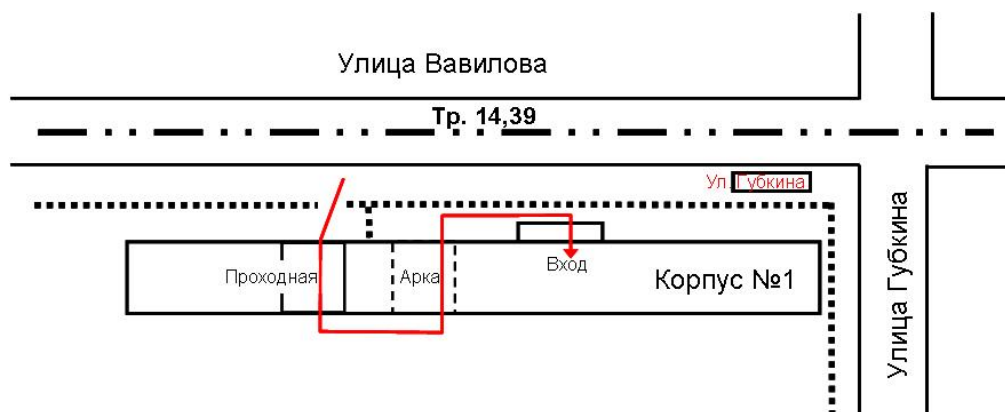 Улица Вавилова
Тр. 14,39
Ул. Губкина
Проходная
Арка
Вход
Корпус №1
Улица Губкина